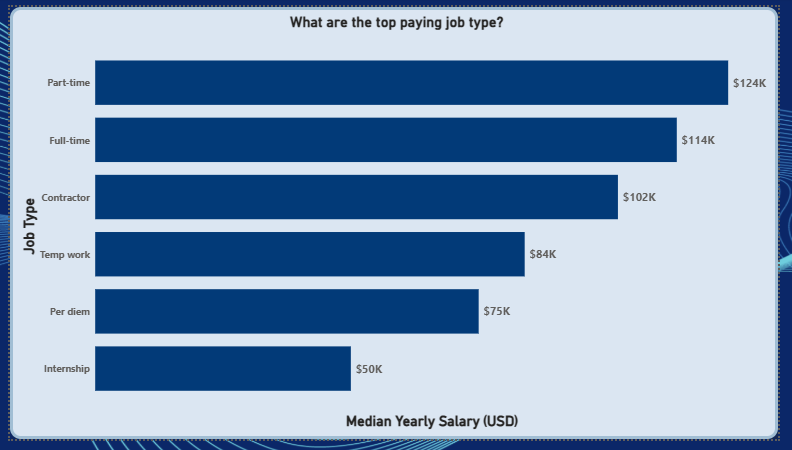 What are the top paying job type?
Part-time $124K
Full-time $114K
Contractor $102K
Temp work $84K
Per diem $75K
Internship $50K
Job Type
Median Yearly Salary (USD)